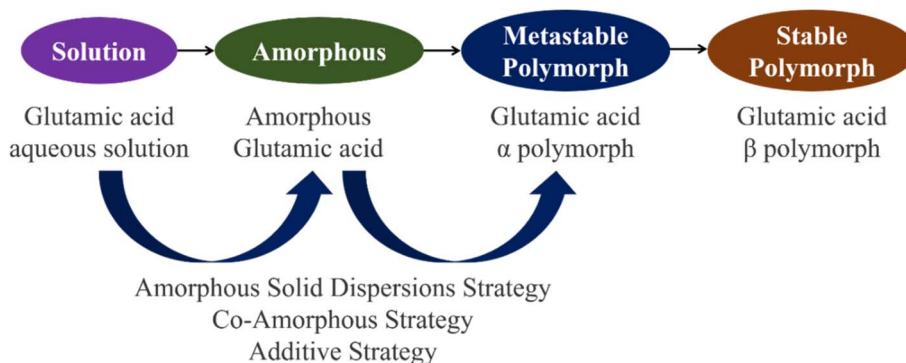 Solution
Amorphous
Metastable
Polymorph
Stable
Polymorph
Glutamic acid
aqueous solution
Amorphous
Glutamic acid
Glutamic acid
α polymorph
Glutamic acid
β polymorph
Amorphous Solid Dispersions Strategy
Co-Amorphous Strategy
Additive Strategy